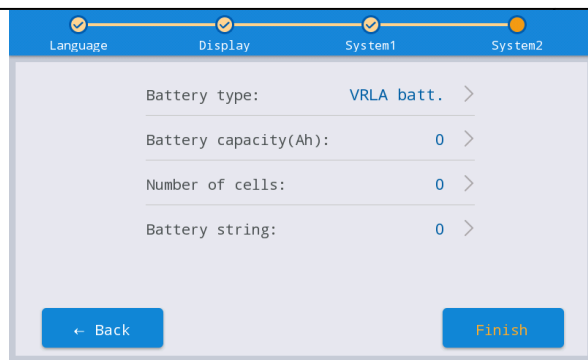 Language Display System1 System2
Battery type: VRLA batt.
Battery capacity(Ah): 0
Number of cells: 0
Battery string: 0
← Back Finish